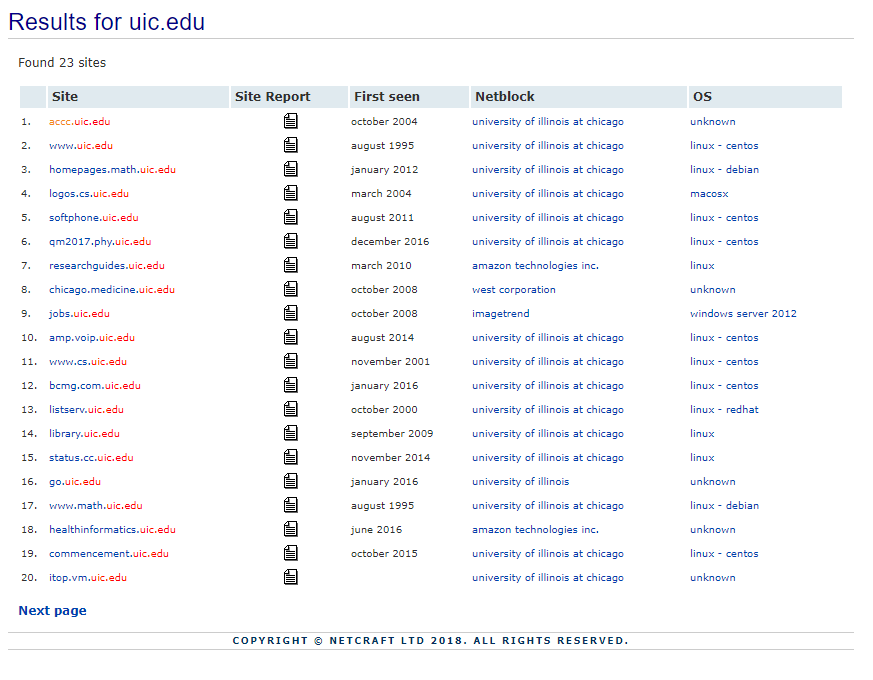 Results for uic.edu
Found 23 sites
Site Site Report First seen Netblock OS
1. accc.uic.edu october 2004 university of illinois at chicago unknown
2. www.uic.edu august 1995 university of illinois at chicago linux - centos
3. homepages.math.uic.edu january 2012 university of illinois at chicago linux - debian
4. logos.cs.uic.edu march 2004 university of illinois at chicago macosx
5. softphone.uic.edu august 2011 university of illinois at chicago linux - centos
6. qm2017.phy.uic.edu december 2016 university of illinois at chicago linux - centos
7. researchguides.uic.edu march 2010 amazon technologies inc. linux
8. chicago.medicine.uic.edu october 2008 west corporation unknown
9. jobs.uic.edu october 2008 imagetrend windows server 2012
10. amp.voip.uic.edu august 2014 university of illinois at chicago linux - centos
11. www.cs.uic.edu november 2001 university of illinois at chicago linux - centos
12. bcmg.com.uic.edu january 2016 university of illinois at chicago linux - centos
13. listserv.uic.edu october 2000 university of illinois at chicago linux - redhat
14. library.uic.edu september 2009 university of illinois at chicago linux
15. status.cc.uic.edu november 2014 university of illinois at chicago linux
16. go.uic.edu january 2016 university of illinois unknown
17. www.math.uic.edu august 1995 university of illinois at chicago linux - debian
18. healthinformatics.uic.edu june 2016 amazon technologies inc. unknown
19. commencement.uic.edu october 2015 university of illinois at chicago linux - centos
20. itop.vm.uic.edu university of illinois at chicago unknown
Next page
COPYRIGHT © NETCRAFT LTD 2018. ALL RIGHTS RESERVED.